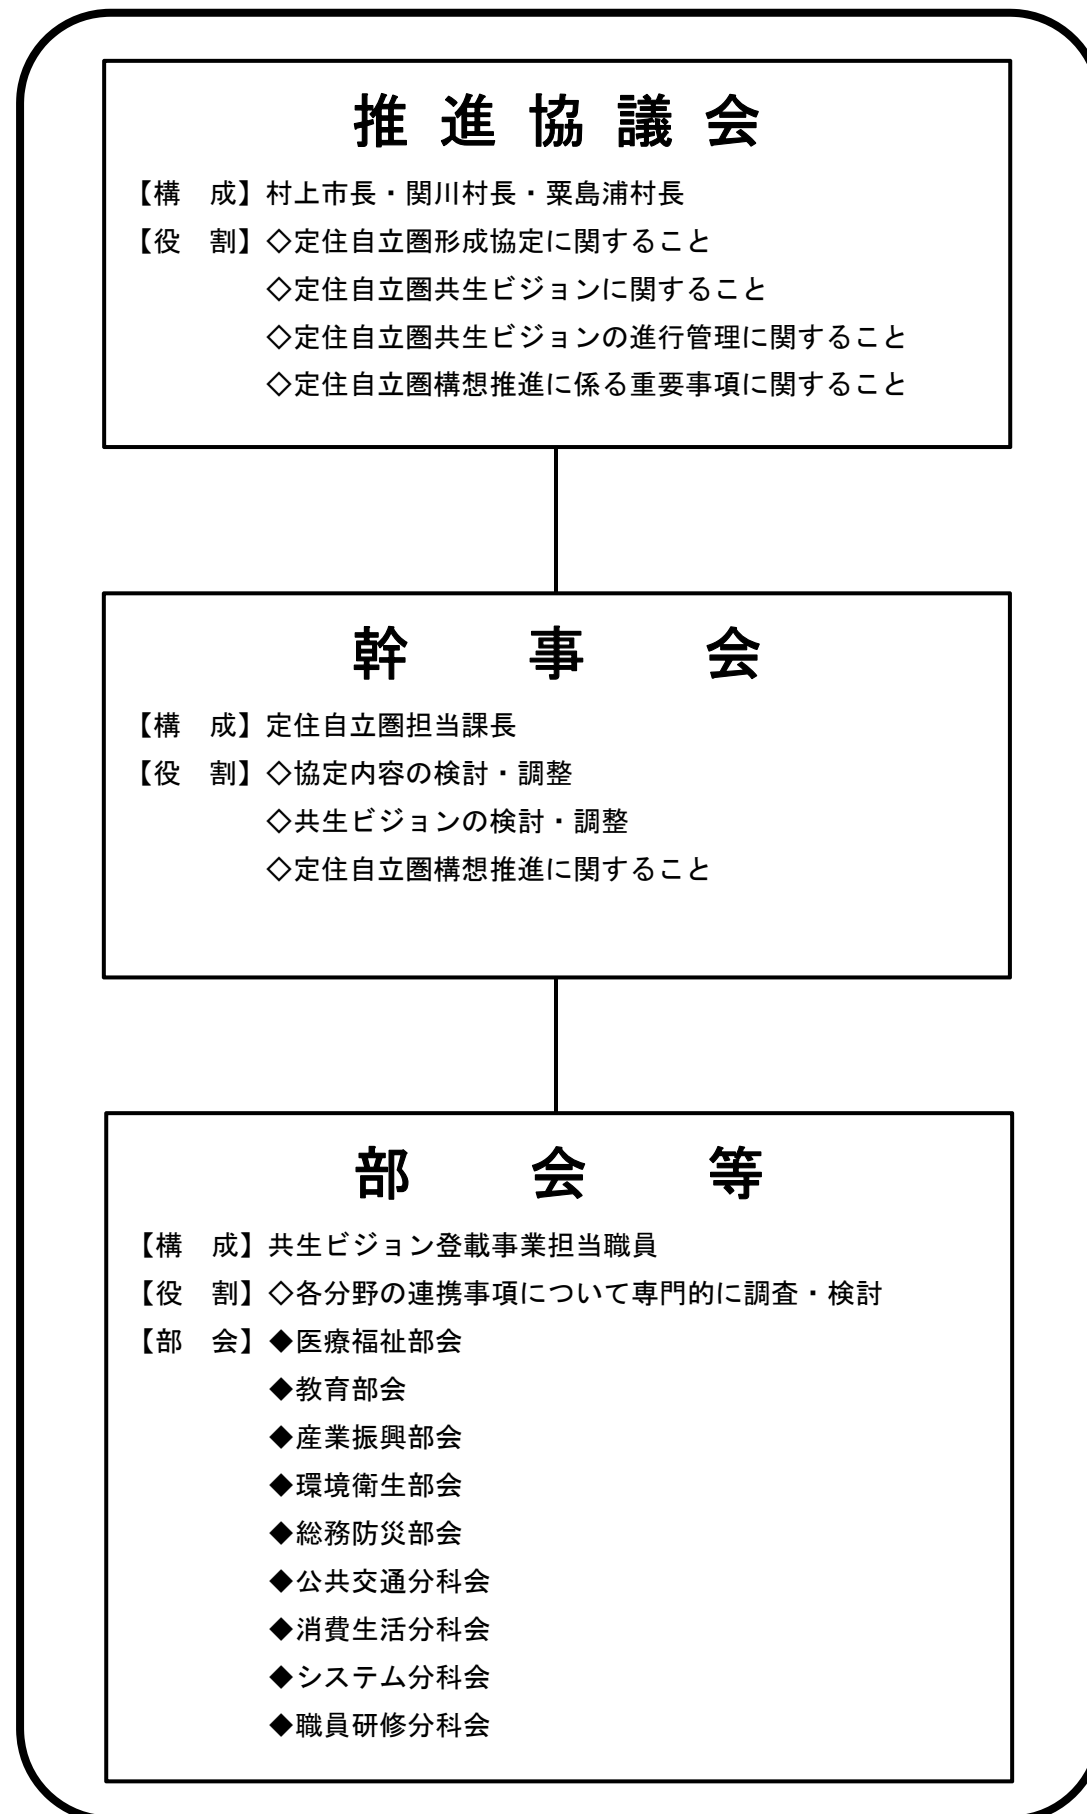 推進協議会
【構　成】村上市長・関川村長・粟島浦村長
【役　割】◇定住自立圏形成協定に関すること
◇定住自立圏共生ビジョンに関すること
◇定住自立圏共生ビジョンの進行管理に関すること
◇定住自立圏構想推進に係る重要事項に関すること
幹　事　会
【構　成】定住自立圏担当課長
【役　割】◇協定内容の検討・調整
◇共生ビジョンの検討・調整
◇定住自立圏構想推進に関すること
部　会　等
【構　成】共生ビジョン登載事業担当職員
【役　割】◇各分野の連携事項について専門的に調査・検討
【部　会】◆医療福祉部会
◆教育部会
◆産業振興部会
◆環境衛生部会
◆総務防災部会
◆公共交通分科会
◆消費生活分科会
◆システム分科会
◆職員研修分科会